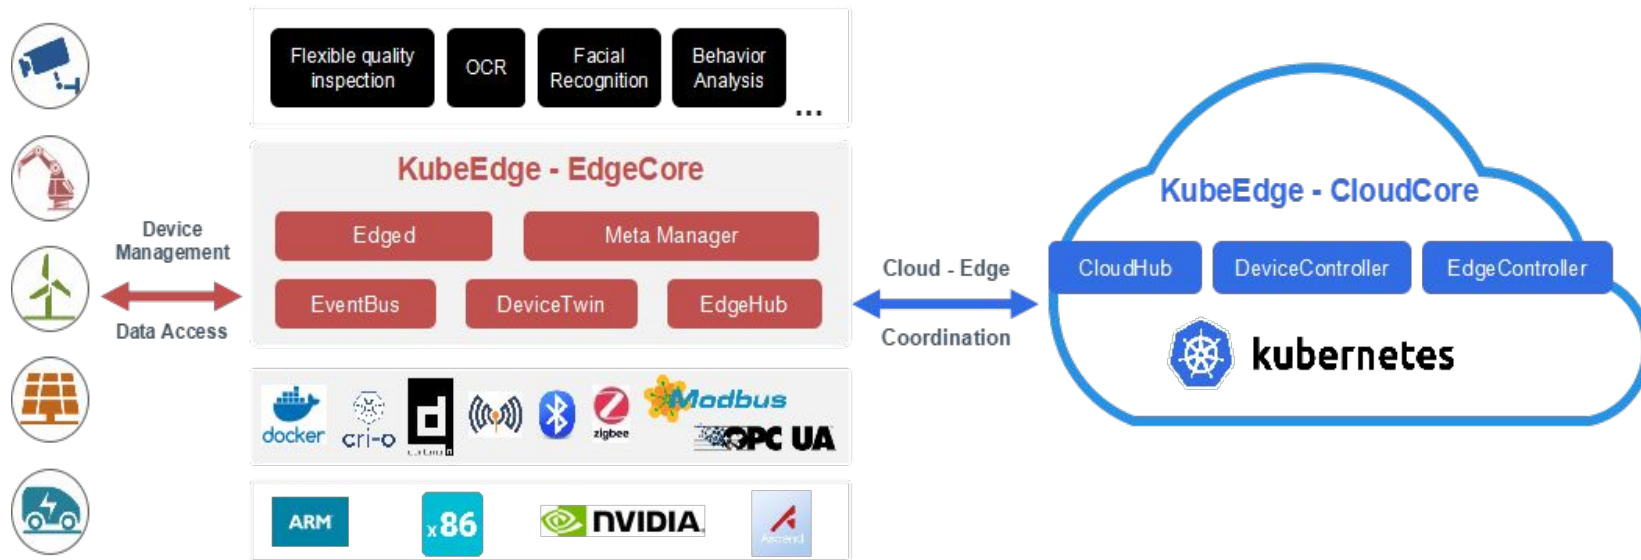 Flexible quality
inspection
OCR
Facial
Recognition
Behavior
Analysis
...
KubeEdge - EdgeCore
Edged
Meta Manager
EventBus
DeviceTwin
EdgeHub
Device
Management
Data Access
Cloud - Edge
Coordination
KubeEdge - CloudCore
CloudHub
DeviceController
EdgeController
kubernetes
docker
cri-o
zigbee
Modbus
OPC UA
ARM
x86
NVIDIA.
Ascend